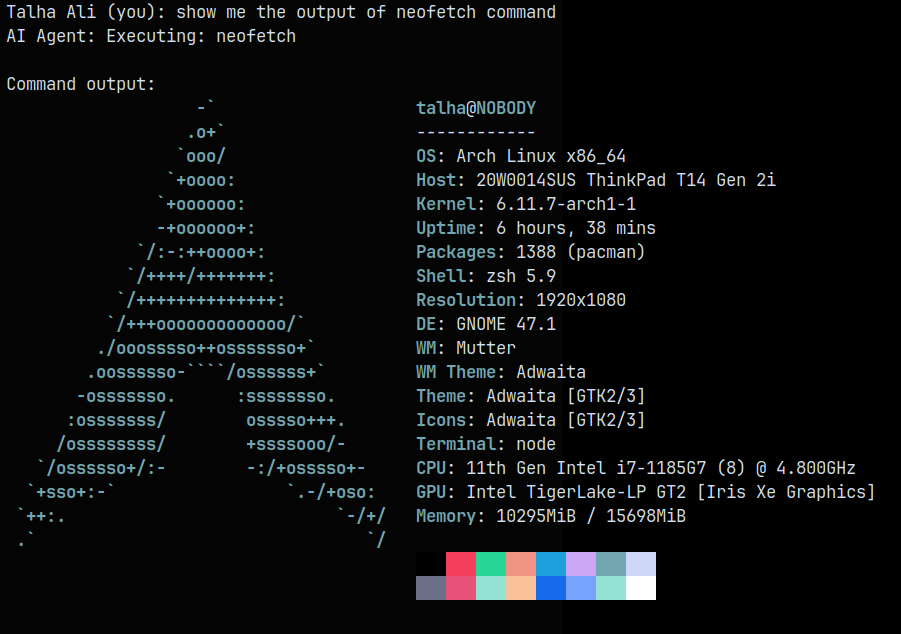 Talha Ali (you): show me the output of neofetch command
AI Agent: Executing: neofetch

Command output:
                   -`                    talha@NOBODY
                  .o+`                   ------------
                 `ooo/                   OS: Arch Linux x86_64
                `+oooo:                  Host: 20W0014SUS ThinkPad T14 Gen 2i
               `+oooooo:                 Kernel: 6.11.7-arch1-1
               -+oooooo+:                Uptime: 6 hours, 38 mins
             `/:-:++oooo+:               Packages: 1388 (pacman)
            `/++++/+++++++:              Shell: zsh 5.9
           `/++++++++++++++:             Resolution: 1920x1080
          `/+++ooooooooooooo/`           DE: GNOME 47.1
         ./ooosssso++osssssso+`          WM: Mutter
        .oossssso-````/ossssss+`         WM Theme: Adwaita
       -osssssso.      :ssssssso.        Theme: Adwaita [GTK2/3]
      :osssssss/        osssso+++.       Icons: Adwaita [GTK2/3]
     /ossssssss/        +ssssooo/-       Terminal: node
   `/ossssso+/:-        -:/+osssso+-     CPU: 11th Gen Intel i7-1185G7 (8) @ 4.800GHz
  `+sso+:-`                 `.-/+oso:    GPU: Intel TigerLake-LP GT2 [Iris Xe Graphics]
 `++:.                           `-/+/   Memory: 10295MiB / 15698MiB
 .`                                 `/